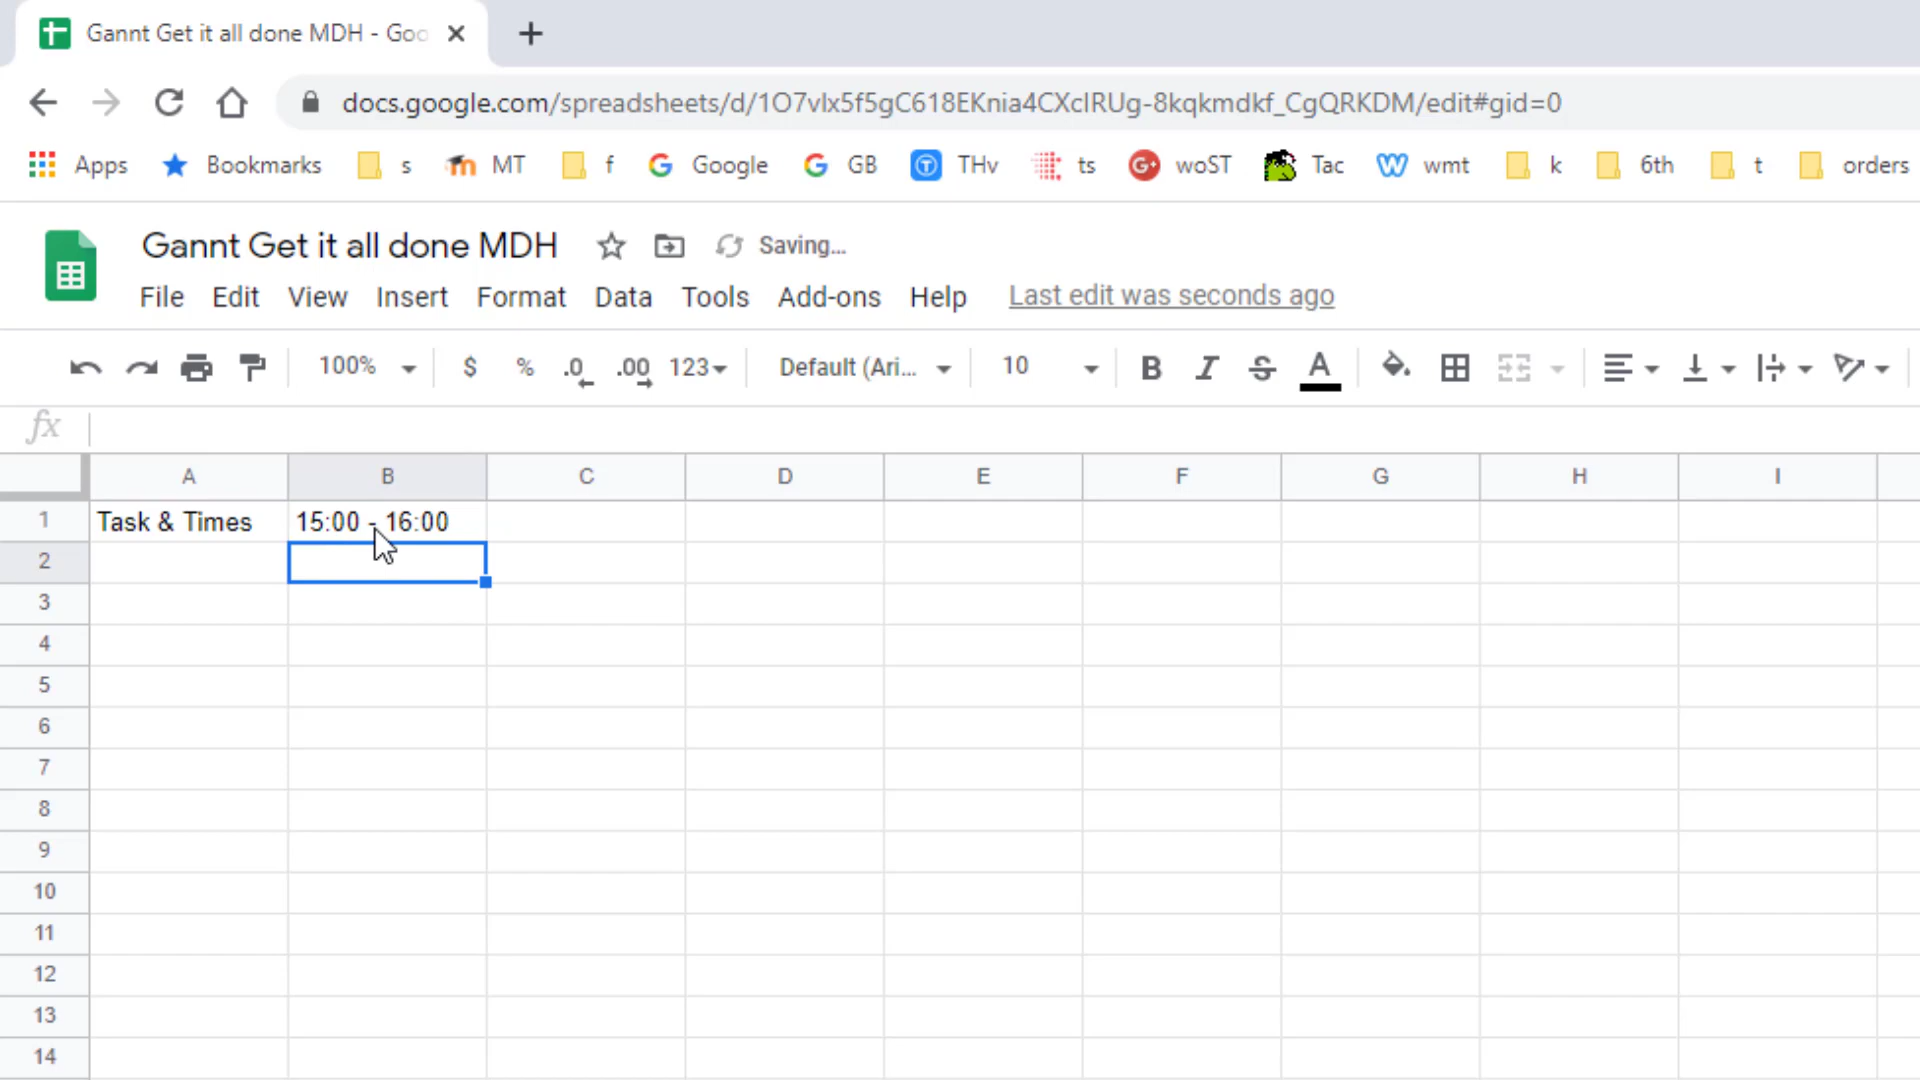 Gannt Get it all done MDH - Goo
docs.google.com/spreadsheets/d/1O7vIx5f5gC618EKnia4CXcIRUg-8kqkmdkf_CgQRKDM/edit#gid=0
Apps Bookmarks s MT f Google GB THv ts woST Tac wmt k 6th t orders
Gannt Get it all done MDH Saving...
File Edit View Insert Format Data Tools Add-ons Help Last edit was seconds ago
100% $ % .0 .00 123 Default (Ari... 10 B I S A
fx
A B C D E F G H I
1 Task & Times 15:00 - 16:00
2
3
4
5
6
7
8
9
10
11
12
13
14